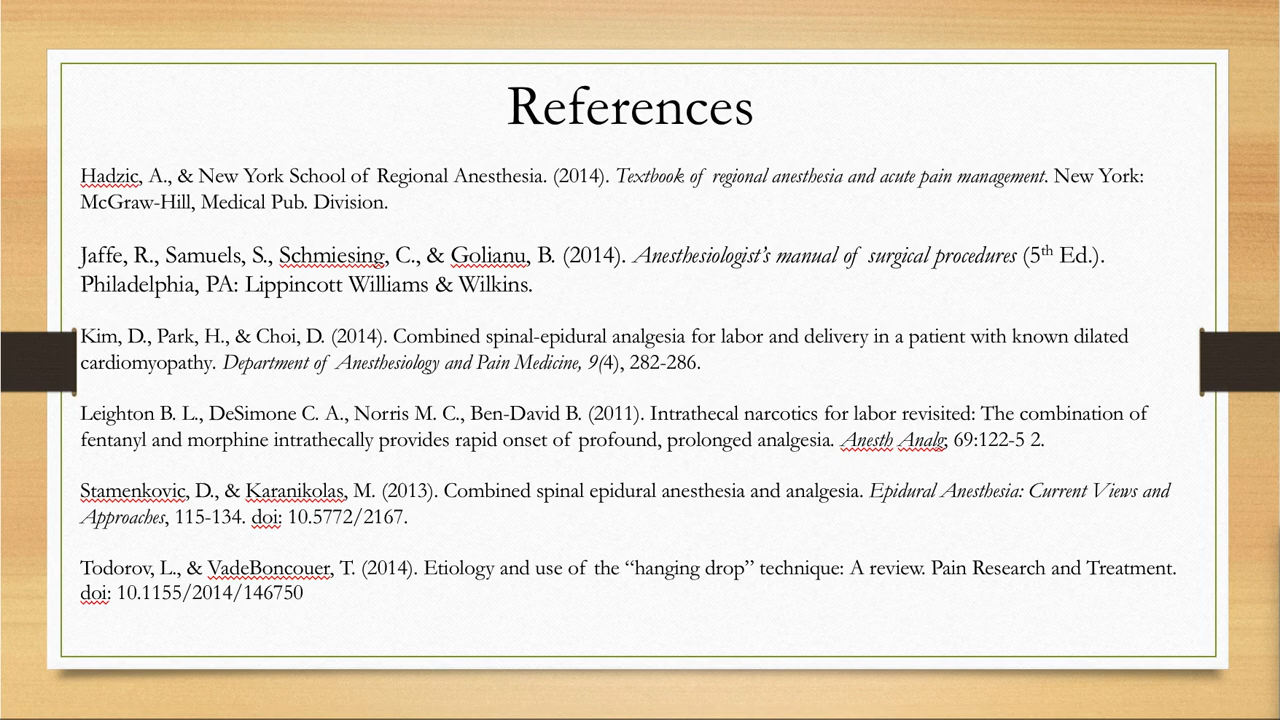 References
Hadzic, A., & New York School of Regional Anesthesia. (2014). Textbook of regional anesthesia and acute pain management. New York:
McGraw-Hill, Medical Pub. Division.
Jaffe, R., Samuels, S., Schmiesing, C., & Golianu, B. (2014). Anesthesiologist’s manual of surgical procedures (5th Ed.).
Philadelphia, PA: Lippincott Williams & Wilkins.
Kim, D., Park, H., & Choi, D. (2014). Combined spinal-epidural analgesia for labor and delivery in a patient with known dilated
cardiomyopathy. Department of Anesthesiology and Pain Medicine, 9(4), 282-286.
Leighton B. L., DeSimone C. A., Norris M. C., Ben-David B. (2011). Intrathecal narcotics for labor revisited: The combination of
fentanyl and morphine intrathecally provides rapid onset of profound, prolonged analgesia. Anesth Analg; 69:122-5 2.
Stamenkovic, D., & Karanikolas, M. (2013). Combined spinal epidural anesthesia and analgesia. Epidural Anesthesia: Current Views and
Approaches, 115-134. doi: 10.5772/2167.
Todorov, L., & VadeBoncouer, T. (2014). Etiology and use of the “hanging drop” technique: A review. Pain Research and Treatment.
doi: 10.1155/2014/146750